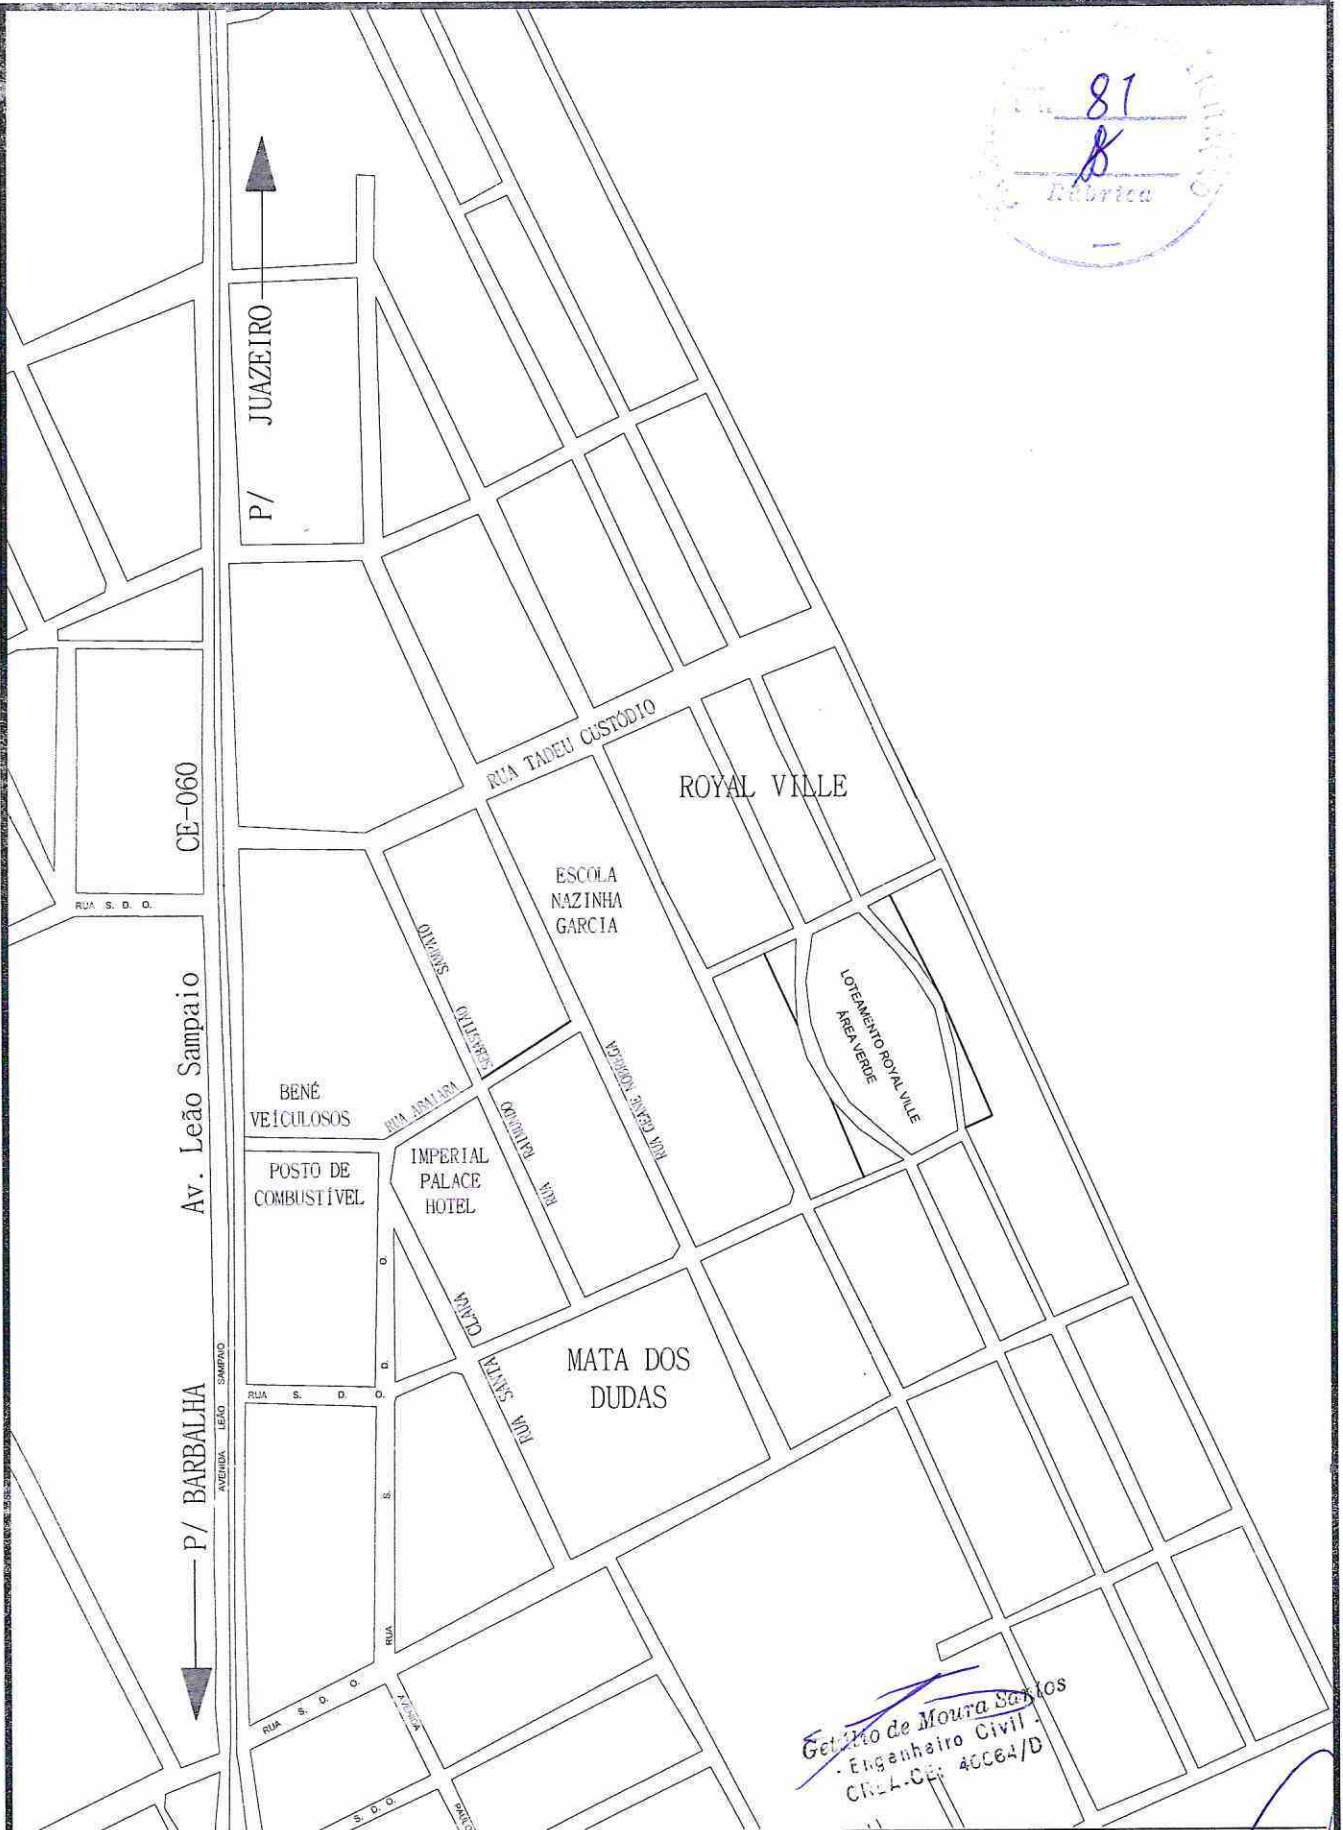 81
Rúbrica
P/ JUAZEIRO
CE-060
RUA TADEU CUSTÓDIO
ROYAL VILLE
ESCOLA
NAZINHA
GARCIA
RUA S. D. O.
SAMPAIO
SEBASTIÃO
RAIMUNDO
RUA
LOTEAMENTO ROYAL VILLE
ÁREA VERDE
Av. Leão Sampaio
BENÉ
VEÍCULOSOS
RUA ABAIARA
RUA GEANE NOBREGA
POSTO DE
COMBUSTÍVEL
IMPERIAL
PALACE
HOTEL
RUA SANTA CLARA
MATA DOS
DUDAS
RUA S. D. O.
RUA S. D. O.
AVENIDA LEÃO SAMPAIO
P/ BARBALHA
RUA S. D. O.
AVENIDA
S. D. O.
PAULO
Getúlio de Moura Santos
- Engenheiro Civil -
CREA-CE: 40064/D